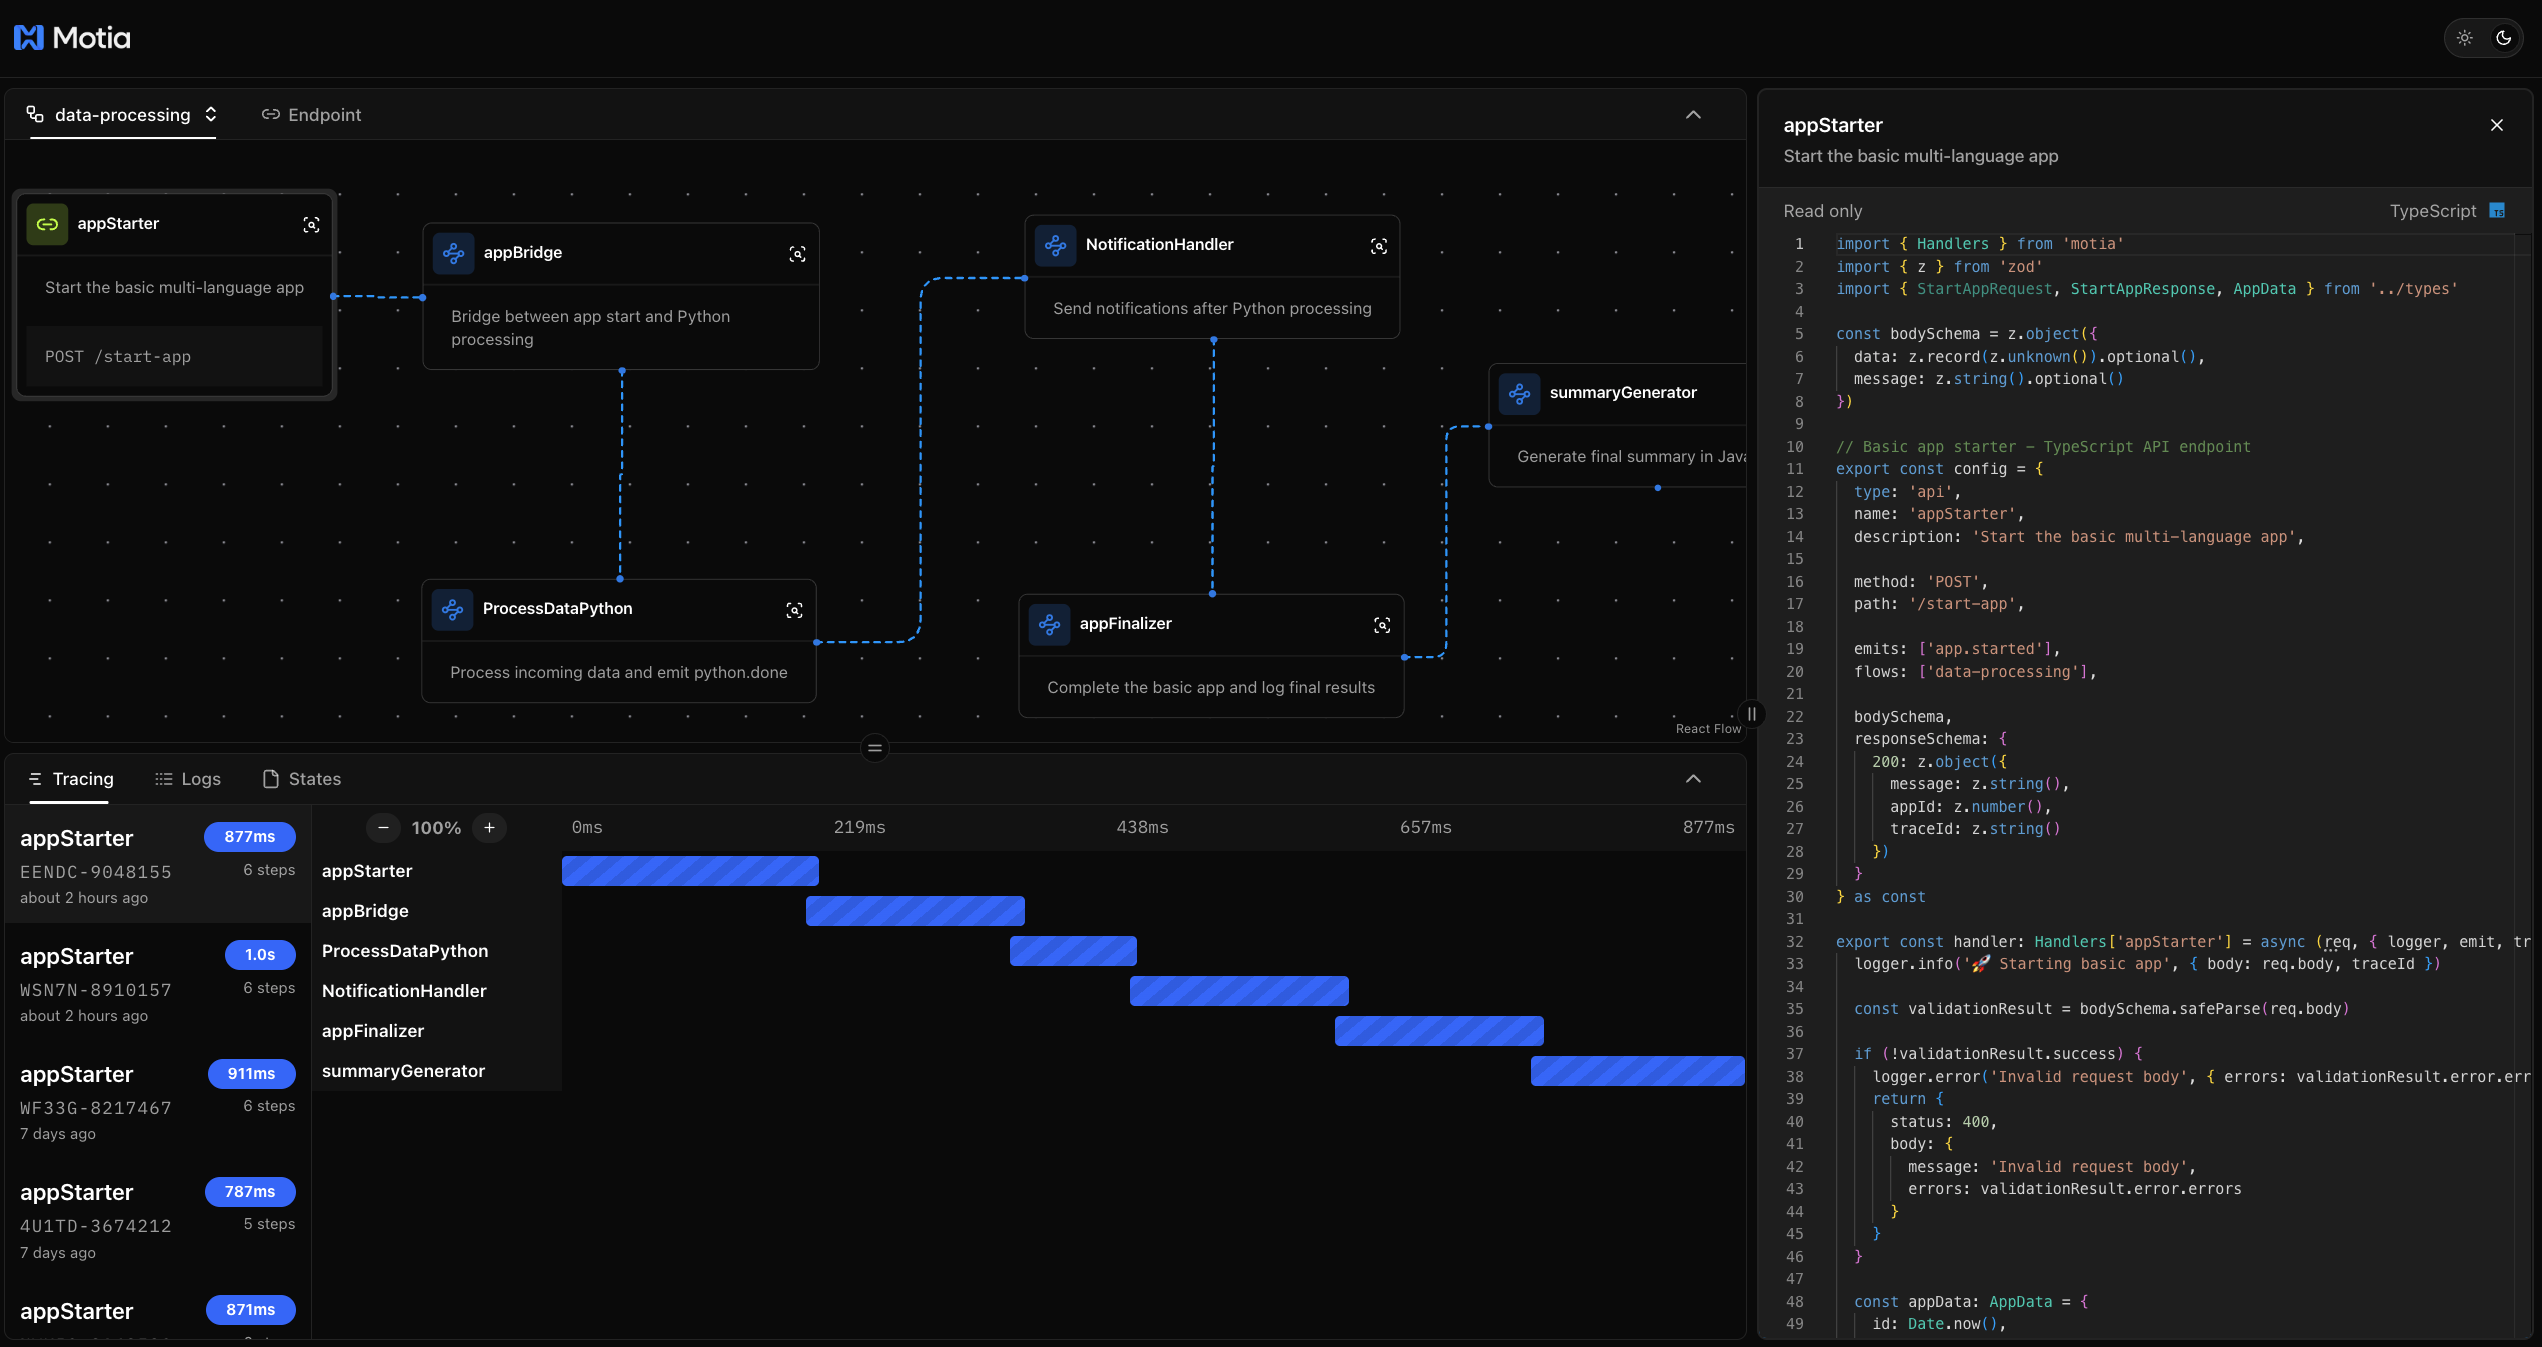 Motia
data-processing
Endpoint
appStarter
Start the basic multi-language app
POST /start-app
appBridge
Bridge between app start and Python
processing
ProcessDataPython
Process incoming data and emit python.done
NotificationHandler
Send notifications after Python processing
appFinalizer
Complete the basic app and log final results
summaryGenerator
Generate final summary in Java
React Flow
Tracing
Logs
States
appStarter 877ms
EENDC-9048155 6 steps
about 2 hours ago
appStarter 1.0s
WSN7N-8910157 6 steps
about 2 hours ago
appStarter 911ms
WF33G-8217467 6 steps
7 days ago
appStarter 787ms
4U1TD-3674212 5 steps
7 days ago
appStarter 871ms
100% 0ms 219ms 438ms 657ms 877ms
appStarter
appBridge
ProcessDataPython
NotificationHandler
appFinalizer
summaryGenerator
appStarter
Start the basic multi-language app
Read only TypeScript TS
1 import { Handlers } from 'motia'
2 import { z } from 'zod'
3 import { StartAppRequest, StartAppResponse, AppData } from '../types'
4
5 const bodySchema = z.object({
6 data: z.record(z.unknown()).optional(),
7 message: z.string().optional()
8 })
9
10 // Basic app starter - TypeScript API endpoint
11 export const config = {
12 type: 'api',
13 name: 'appStarter',
14 description: 'Start the basic multi-language app',
15
16 method: 'POST',
17 path: '/start-app',
18
19 emits: ['app.started'],
20 flows: ['data-processing'],
21
22 bodySchema,
23 responseSchema: {
24 200: z.object({
25 message: z.string(),
26 appId: z.number(),
27 traceId: z.string()
28 })
29 }
30 } as const
31
32 export const handler: Handlers['appStarter'] = async (req, { logger, emit, tr
33 logger.info('🚀 Starting basic app', { body: req.body, traceId })
34
35 const validationResult = bodySchema.safeParse(req.body)
36
37 if (!validationResult.success) {
38 logger.error('Invalid request body', { errors: validationResult.error.err
39 return {
40 status: 400,
41 body: {
42 message: 'Invalid request body',
43 errors: validationResult.error.errors
44 }
45 }
46 }
47
48 const appData: AppData = {
49 id: Date.now(),